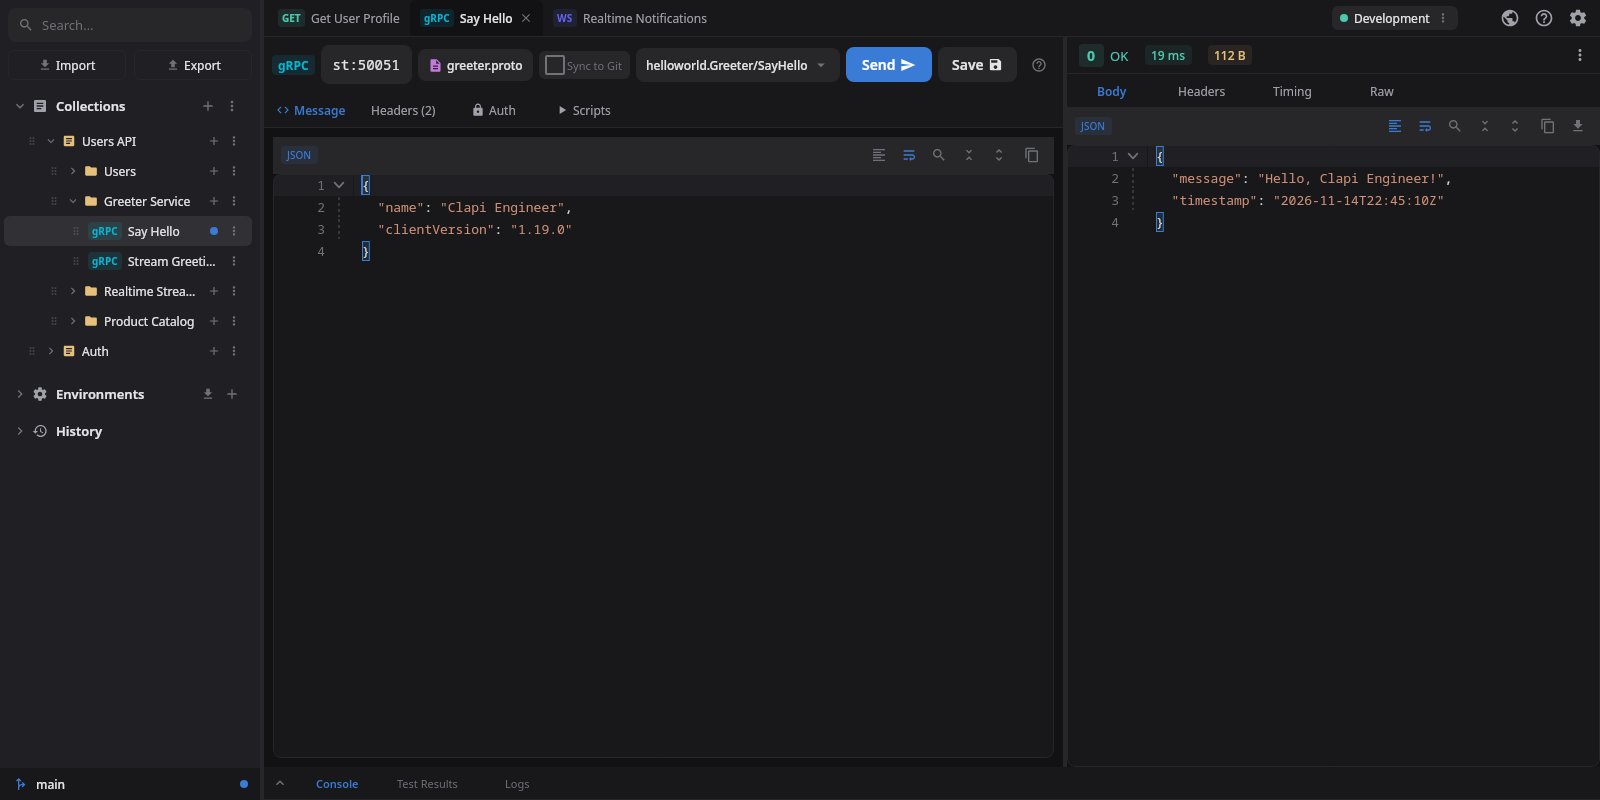 Search...
Import
Export
Collections
Users API
Users
Greeter Service
gRPC Say Hello
gRPC Stream Greeti...
Realtime Strea...
Product Catalog
Auth
Environments
History
main
GET Get User Profile
gRPC Say Hello
WS Realtime Notifications
Development
gRPC
st:50051
greeter.proto
Sync to Git
helloworld.Greeter/SayHello
Send
Save
Message
Headers (2)
Auth
Scripts
JSON
1 {
2 "name": "Clapi Engineer",
3 "clientVersion": "1.19.0"
4 }
0 OK
19 ms
112 B
Body
Headers
Timing
Raw
JSON
1 {
2 "message": "Hello, Clapi Engineer!",
3 "timestamp": "2026-11-14T22:45:10Z"
4 }
Console
Test Results
Logs